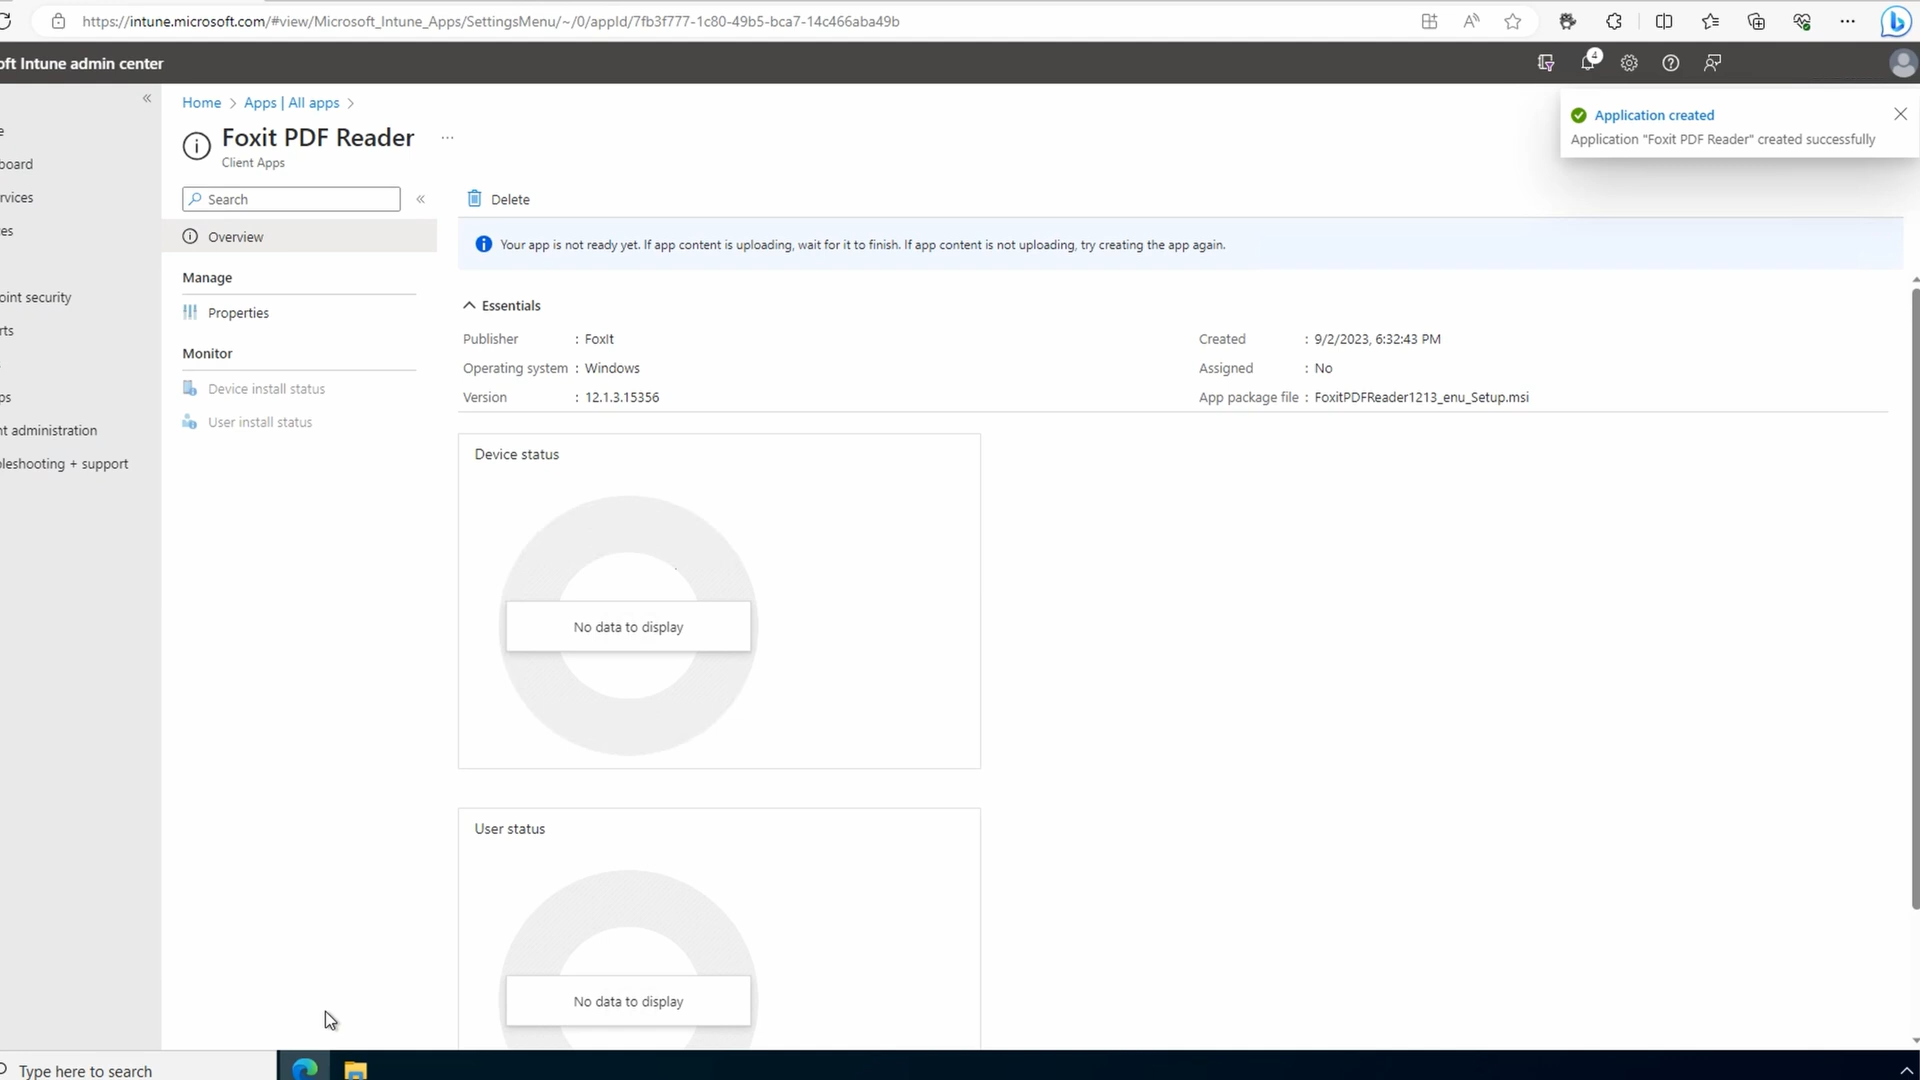 https://intune.microsoft.com/#view/Microsoft_Intune_Apps/SettingsMenu/~/0/appId/7fb3f777-1c80-49b5-bca7-14c466aba49b
oft Intune admin center
4
Home > Apps | All apps >
Foxit PDF Reader ...
Client Apps
Application created
Application "Foxit PDF Reader" created successfully
e
board
rvices
es
oint security
rts
ps
nt administration
leshooting + support
Search
Overview
Manage
Properties
Monitor
Device install status
User install status
Delete
Your app is not ready yet. If app content is uploading, wait for it to finish. If app content is not uploading, try creating the app again.
Essentials
Publisher : FoxIt
Operating system : Windows
Version : 12.1.3.15356
Created : 9/2/2023, 6:32:43 PM
Assigned : No
App package file : FoxitPDFReader1213_enu_Setup.msi
Device status
No data to display
User status
No data to display
Type here to search